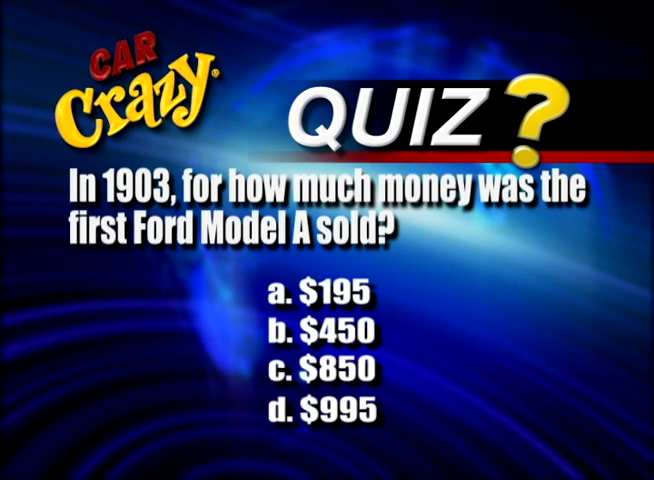 CAR
Crazy®
QUIZ?
In 1903, for how much money was the
first Ford Model A sold?
a. $195
b. $450
c. $850
d. $995